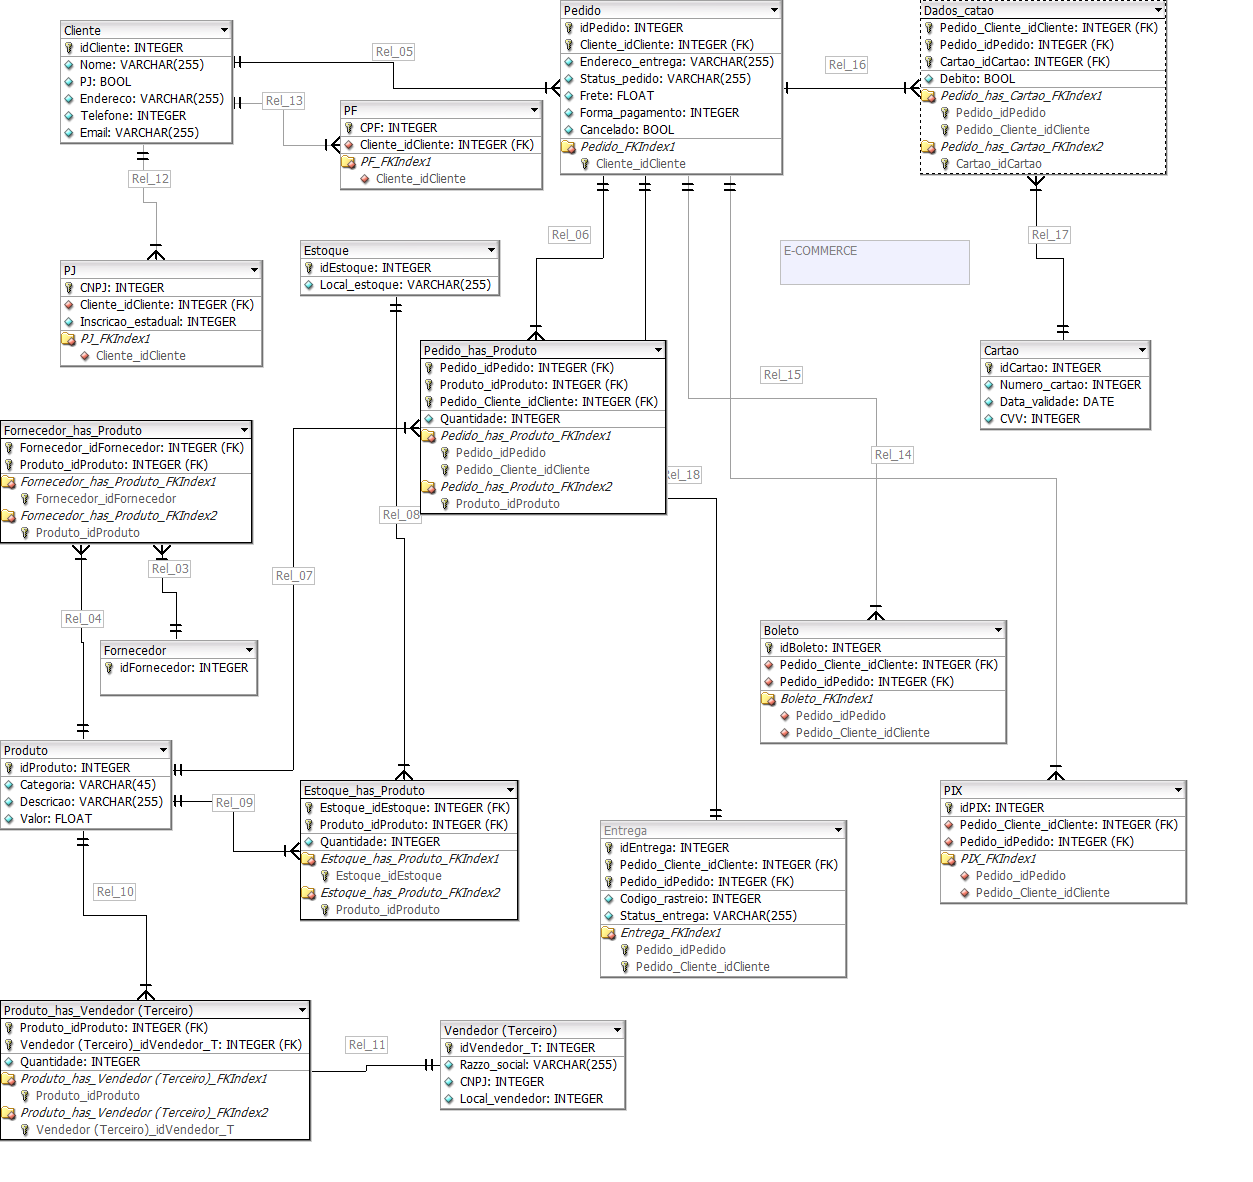 Cliente
idCliente: INTEGER
Nome: VARCHAR(255)
PJ: BOOL
Endereco: VARCHAR(255)
Telefone: INTEGER
Email: VARCHAR(255)
Rel_05
Rel_13
Rel_12
PF
CPF: INTEGER
Cliente_idCliente: INTEGER (FK)
PF_FKIndex1
Cliente_idCliente
Pedido
idPedido: INTEGER
Cliente_idCliente: INTEGER (FK)
Endereco_entrega: VARCHAR(255)
Status_pedido: VARCHAR(255)
Frete: FLOAT
Forma_pagamento: INTEGER
Cancelado: BOOL
Pedido_FKIndex1
Cliente_idCliente
Rel_16
Dados_catao
Pedido_Cliente_idCliente: INTEGER (FK)
Pedido_idPedido: INTEGER (FK)
Cartao_idCartao: INTEGER (FK)
Debito: BOOL
Pedido_has_Cartao_FKIndex1
Pedido_idPedido
Pedido_Cliente_idCliente
Pedido_has_Cartao_FKIndex2
Cartao_idCartao
Rel_06
Rel_17
E-COMMERCE
PJ
CNPJ: INTEGER
Cliente_idCliente: INTEGER (FK)
Inscricao_estadual: INTEGER
PJ_FKIndex1
Cliente_idCliente
Estoque
idEstoque: INTEGER
Local_estoque: VARCHAR(255)
Pedido_has_Produto
Pedido_idPedido: INTEGER (FK)
Produto_idProduto: INTEGER (FK)
Pedido_Cliente_idCliente: INTEGER (FK)
Quantidade: INTEGER
Pedido_has_Produto_FKIndex1
Pedido_idPedido
Pedido_Cliente_idCliente
Pedido_has_Produto_FKIndex2
Produto_idProduto
Cartao
idCartao: INTEGER
Numero_cartao: INTEGER
Data_validade: DATE
CVV: INTEGER
Rel_15
Rel_14
Rel_18
Rel_08
Fornecedor_has_Produto
Fornecedor_idFornecedor: INTEGER (FK)
Produto_idProduto: INTEGER (FK)
Fornecedor_has_Produto_FKIndex1
Fornecedor_idFornecedor
Fornecedor_has_Produto_FKIndex2
Produto_idProduto
Rel_03
Rel_07
Rel_04
Fornecedor
idFornecedor: INTEGER
Boleto
idBoleto: INTEGER
Pedido_Cliente_idCliente: INTEGER (FK)
Pedido_idPedido: INTEGER (FK)
Boleto_FKIndex1
Pedido_idPedido
Pedido_Cliente_idCliente
Produto
idProduto: INTEGER
Categoria: VARCHAR(45)
Descricao: VARCHAR(255)
Valor: FLOAT
Rel_09
Rel_10
Estoque_has_Produto
Estoque_idEstoque: INTEGER (FK)
Produto_idProduto: INTEGER (FK)
Quantidade: INTEGER
Estoque_has_Produto_FKIndex1
Estoque_idEstoque
Estoque_has_Produto_FKIndex2
Produto_idProduto
Entrega
idEntrega: INTEGER
Pedido_Cliente_idCliente: INTEGER (FK)
Pedido_idPedido: INTEGER (FK)
Codigo_rastreio: INTEGER
Status_entrega: VARCHAR(255)
Entrega_FKIndex1
Pedido_idPedido
Pedido_Cliente_idCliente
PIX
idPIX: INTEGER
Pedido_Cliente_idCliente: INTEGER (FK)
Pedido_idPedido: INTEGER (FK)
PIX_FKIndex1
Pedido_idPedido
Pedido_Cliente_idCliente
Produto_has_Vendedor (Terceiro)
Produto_idProduto: INTEGER (FK)
Vendedor (Terceiro)_idVendedor_T: INTEGER (FK)
Quantidade: INTEGER
Produto_has_Vendedor (Terceiro)_FKIndex1
Produto_idProduto
Produto_has_Vendedor (Terceiro)_FKIndex2
Vendedor (Terceiro)_idVendedor_T
Rel_11
Vendedor (Terceiro)
idVendedor_T: INTEGER
Razzo_social: VARCHAR(255)
CNPJ: INTEGER
Local_vendedor: INTEGER